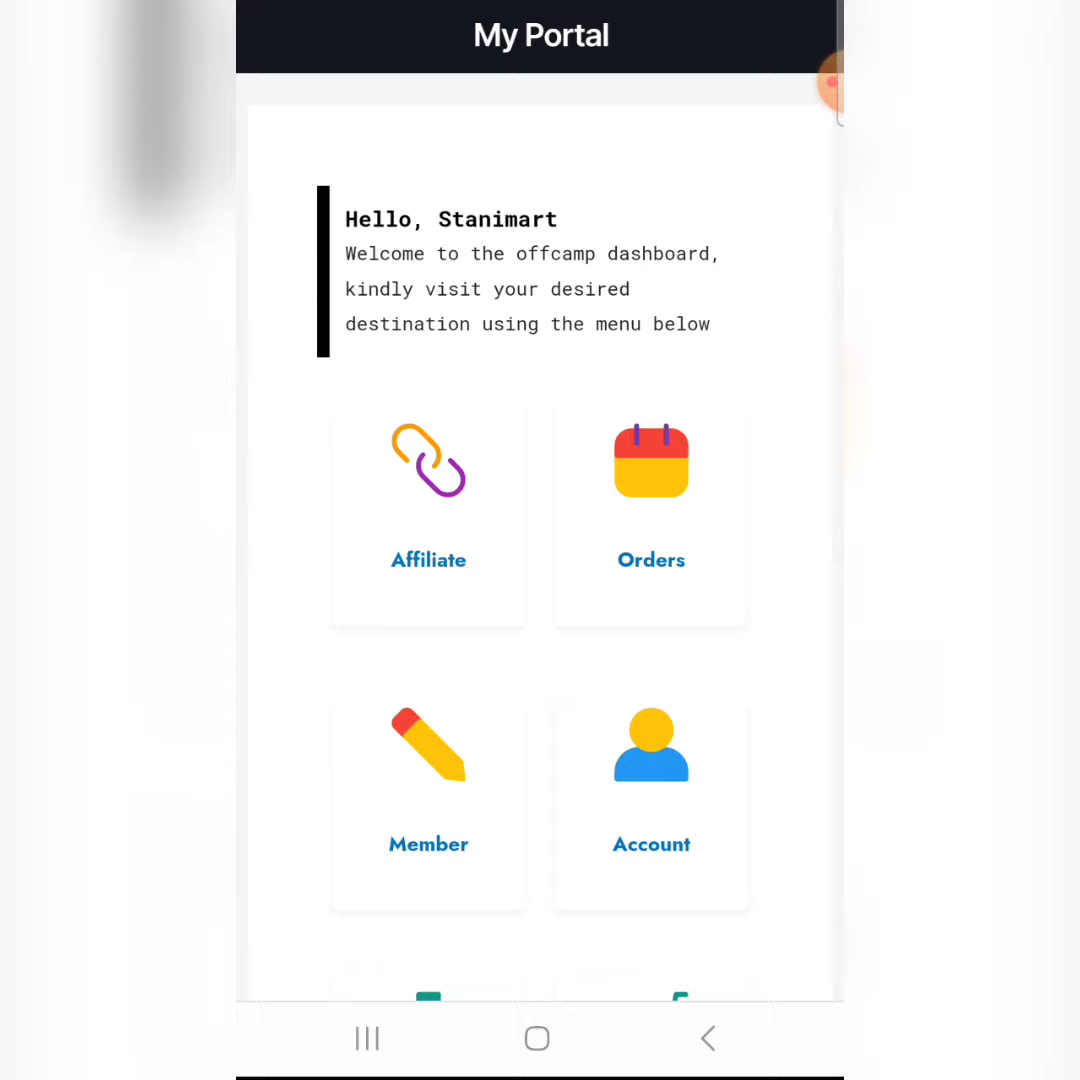 My Portal
Hello, Stanimart
Welcome to the offcamp dashboard,
kindly visit your desired
destination using the menu below
Affiliate
Orders
Member
Account